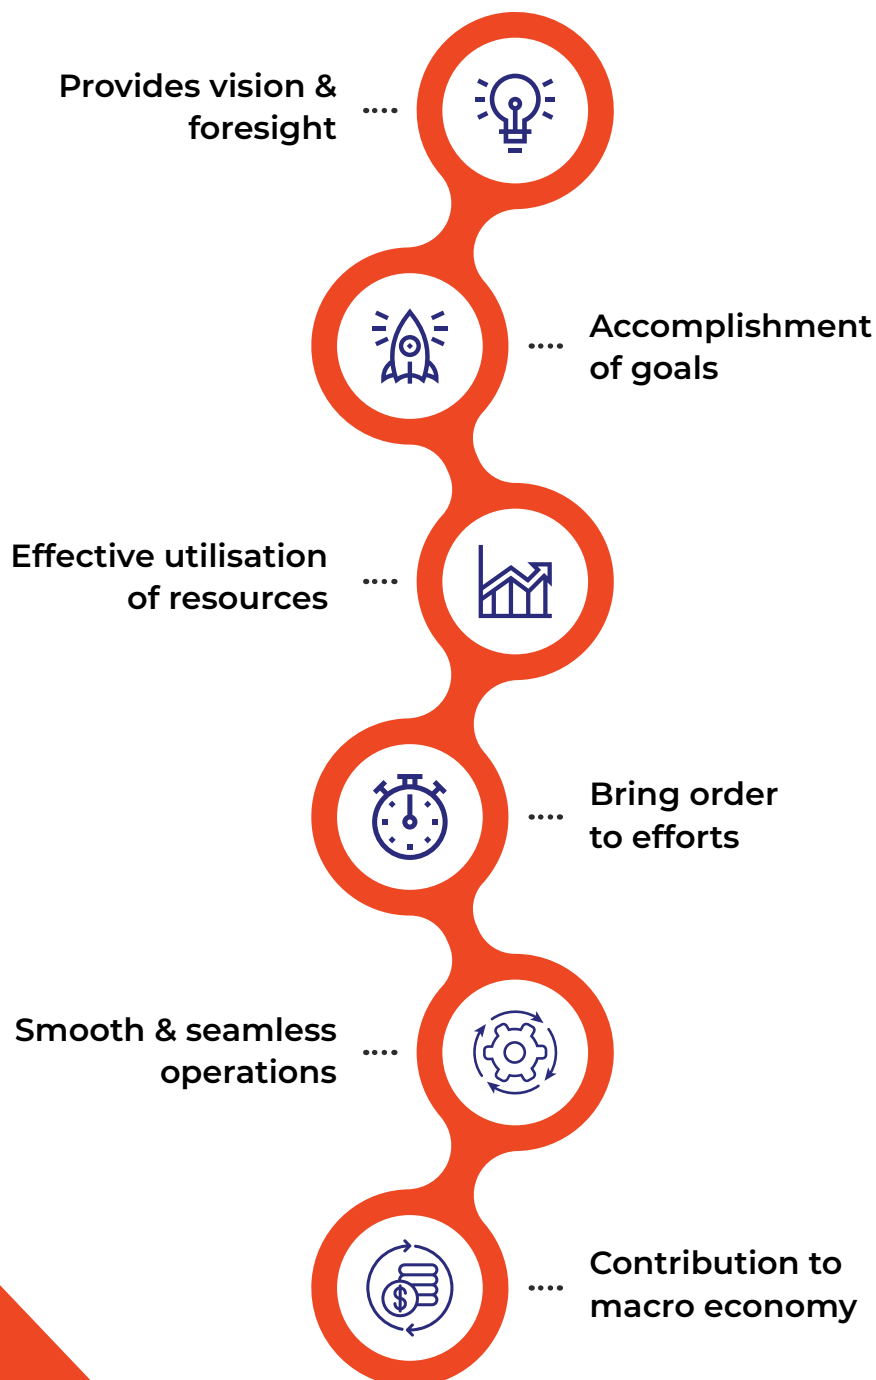 Provides vision &
foresight
Accomplishment
of goals
Effective utilisation
of resources
Bring order
to efforts
Smooth & seamless
operations
Contribution to
macro economy